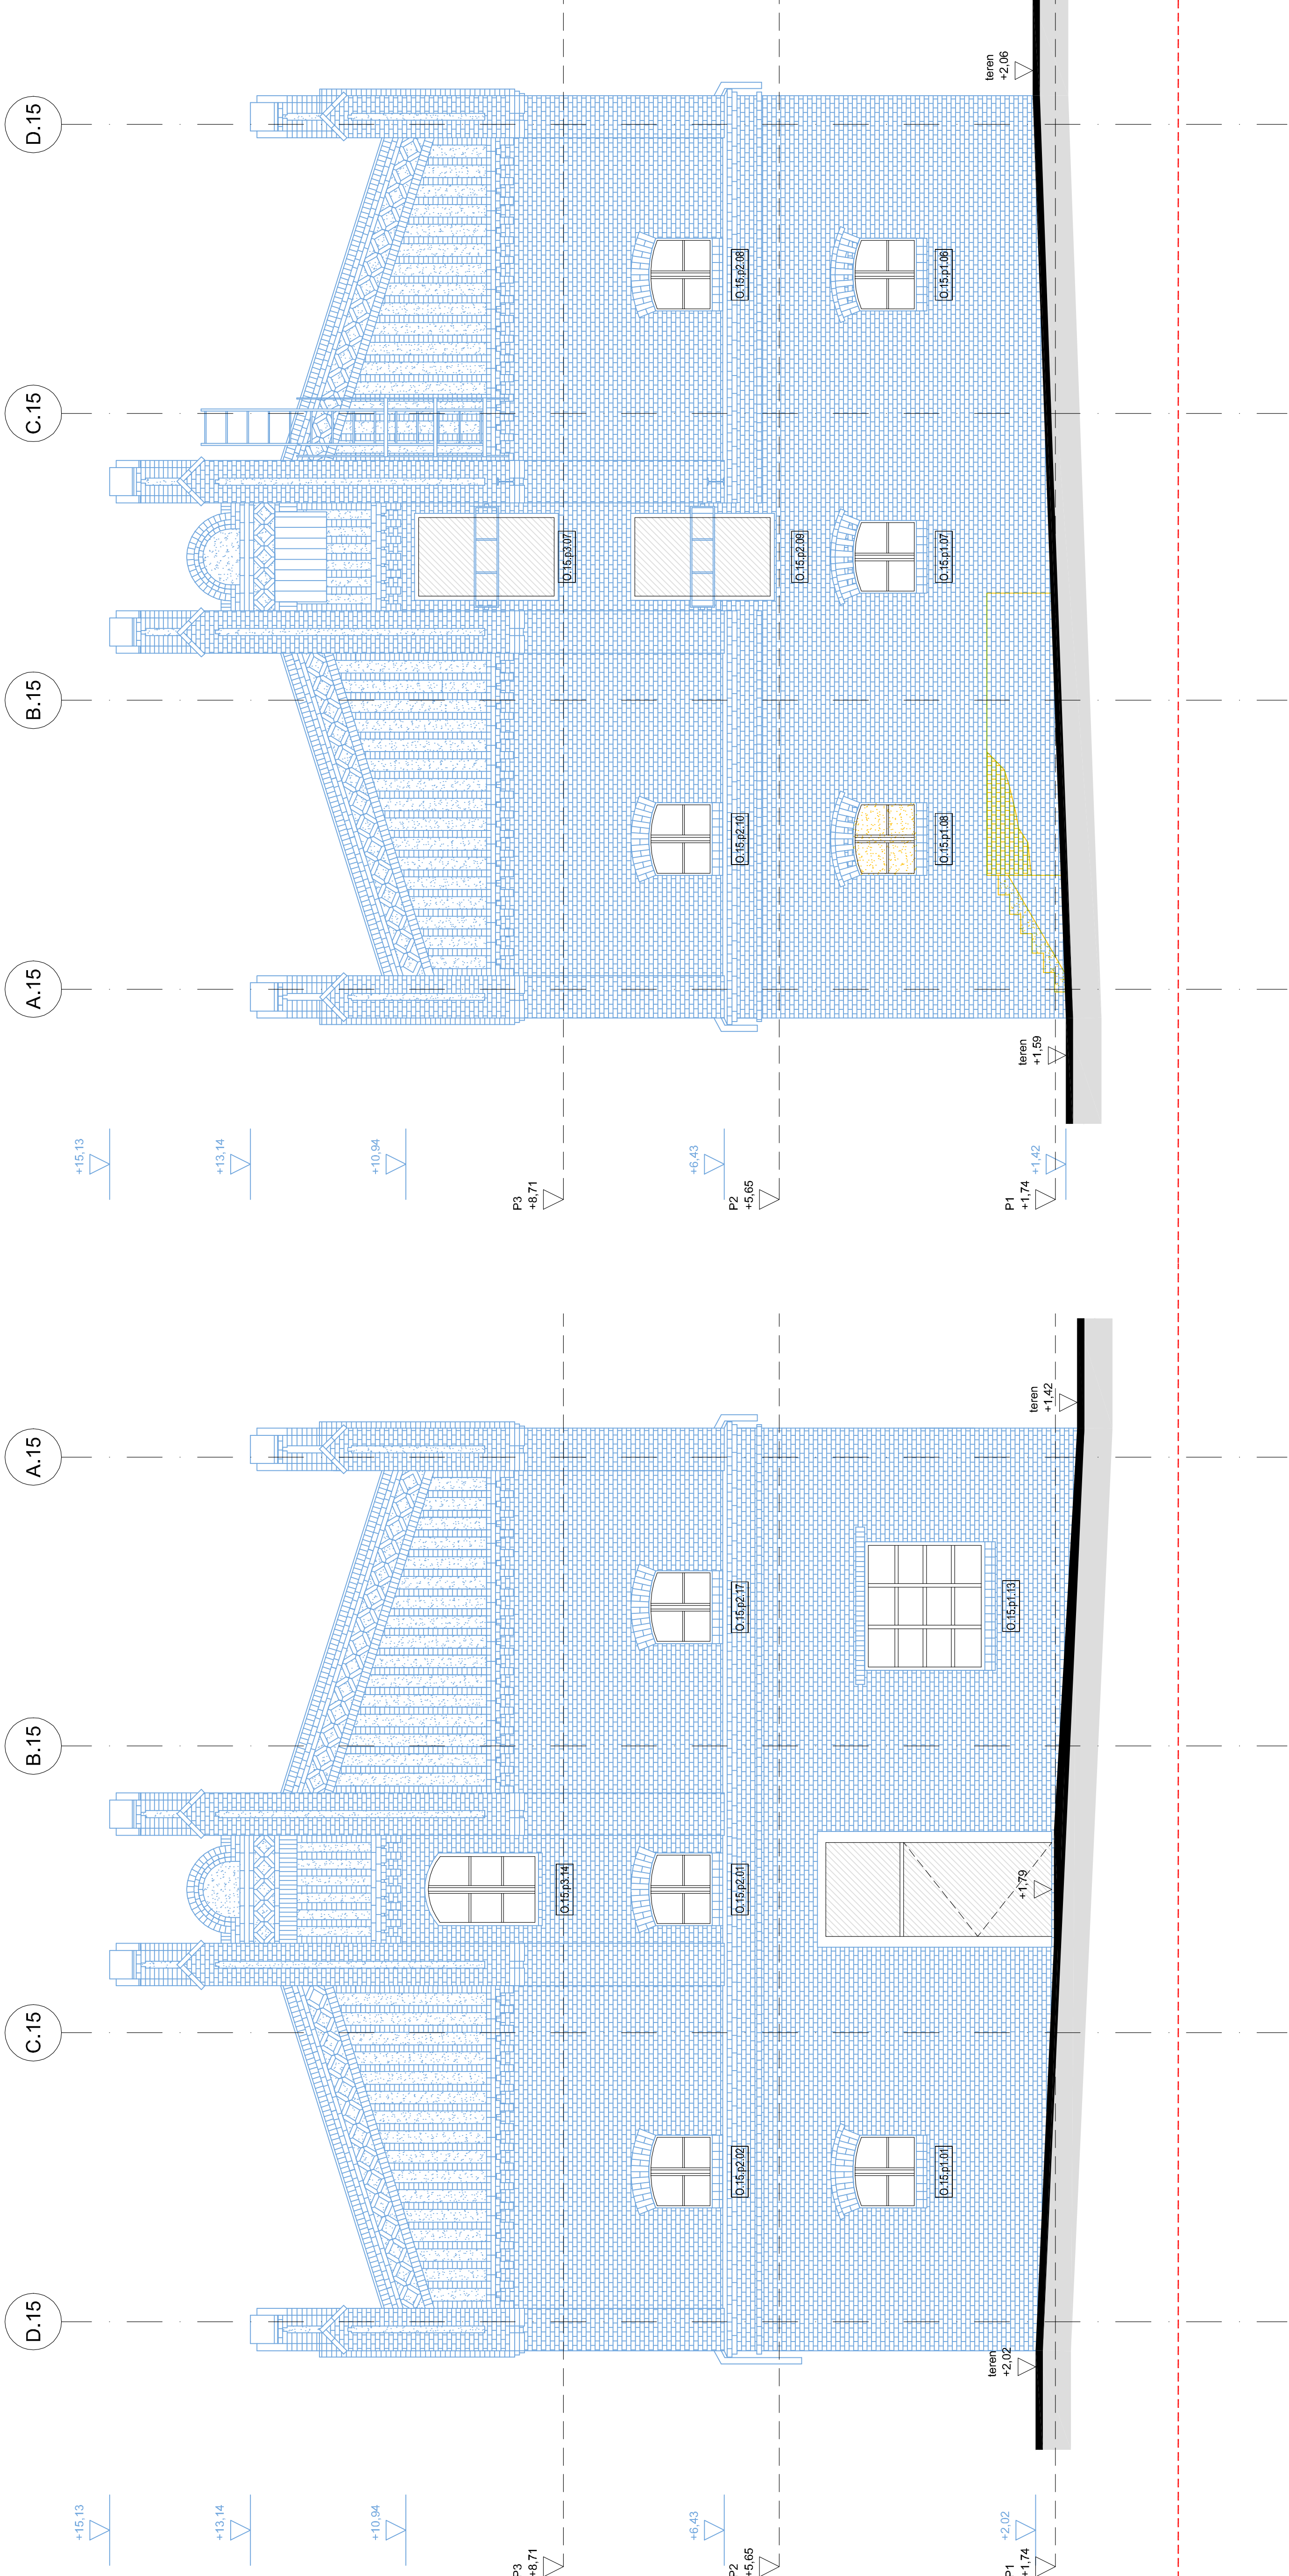 D.15
C.15
B.15
A.15
+15,13
+13,14
+10,94
P3
+8,71
+6,43
P2
+5,65
+2,02
P1
+1,74
teren
+2,02
O.15.p2.02
O.15.p1.01
O.15.p3.14
O.15.p2.01
+1,79
O.15.p2.17
O.15.p1.13
teren
+1,42
A.15
B.15
C.15
D.15
+15,13
+13,14
+10,94
P3
+8,71
+6,43
P2
+5,65
+1,42
P1
+1,74
teren
+1,59
O.15.p2.10
O.15.p1.08
O.15.p3.07
O.15.p2.09
O.15.p1.07
O.15.p2.08
O.15.p1.06
teren
+2,06